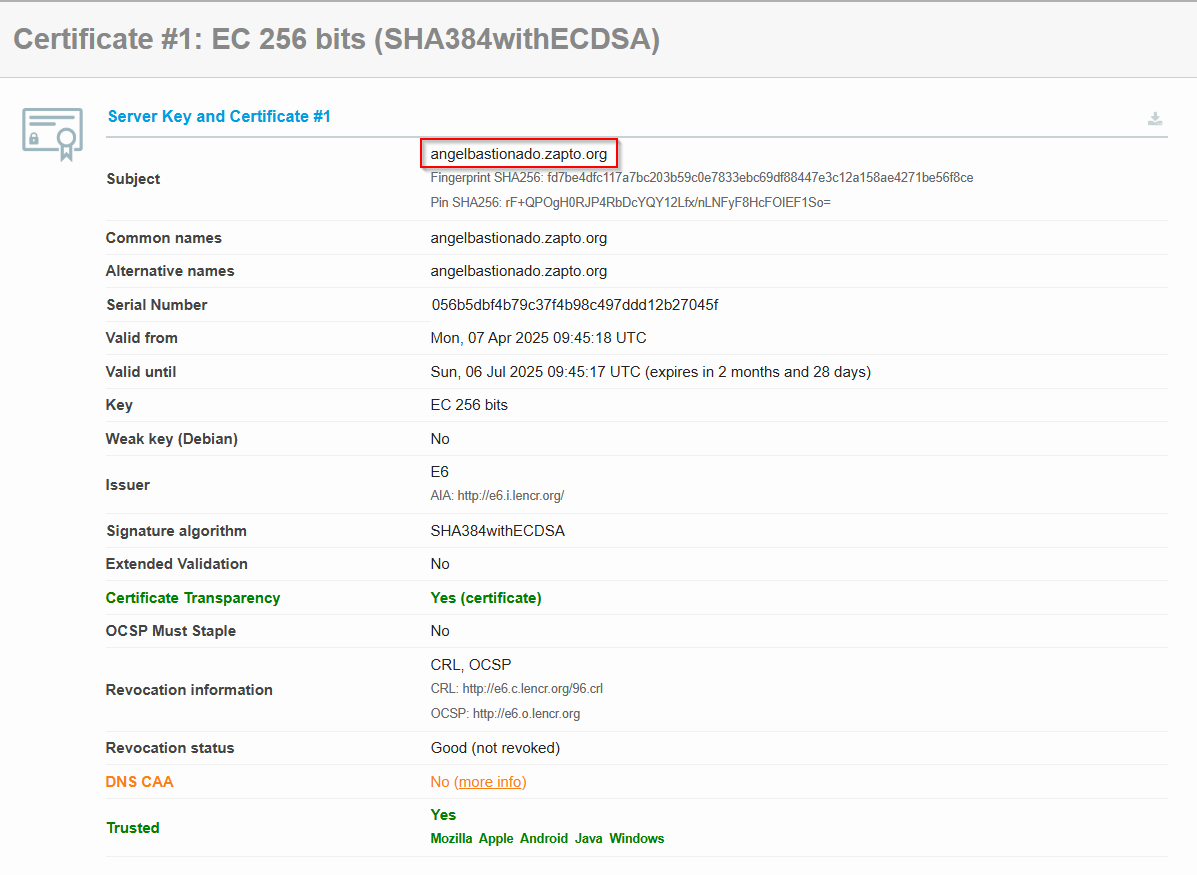 Certificate #1: EC 256 bits (SHA384withECDSA)
Server Key and Certificate #1
Subject
angelbastionado.zapto.org
Fingerprint SHA256: fd7be4dfc117a7bc203b59c0e7833ebc69df88447e3c12a158ae4271be56f8ce
Pin SHA256: rF+QPOgH0RJP4RbDcYQY12Lfx/nLNFyF8HcFOIEF1So=
Common names angelbastionado.zapto.org
Alternative names angelbastionado.zapto.org
Serial Number 056b5dbf4b79c37f4b98c497ddd12b27045f
Valid from Mon, 07 Apr 2025 09:45:18 UTC
Valid until Sun, 06 Jul 2025 09:45:17 UTC (expires in 2 months and 28 days)
Key EC 256 bits
Weak key (Debian) No
Issuer
E6
AIA: http://e6.i.lencr.org/
Signature algorithm SHA384withECDSA
Extended Validation No
Certificate Transparency Yes (certificate)
OCSP Must Staple No
Revocation information
CRL, OCSP
CRL: http://e6.c.lencr.org/96.crl
OCSP: http://e6.o.lencr.org
Revocation status Good (not revoked)
DNS CAA No (more info)
Trusted
Yes
Mozilla Apple Android Java Windows